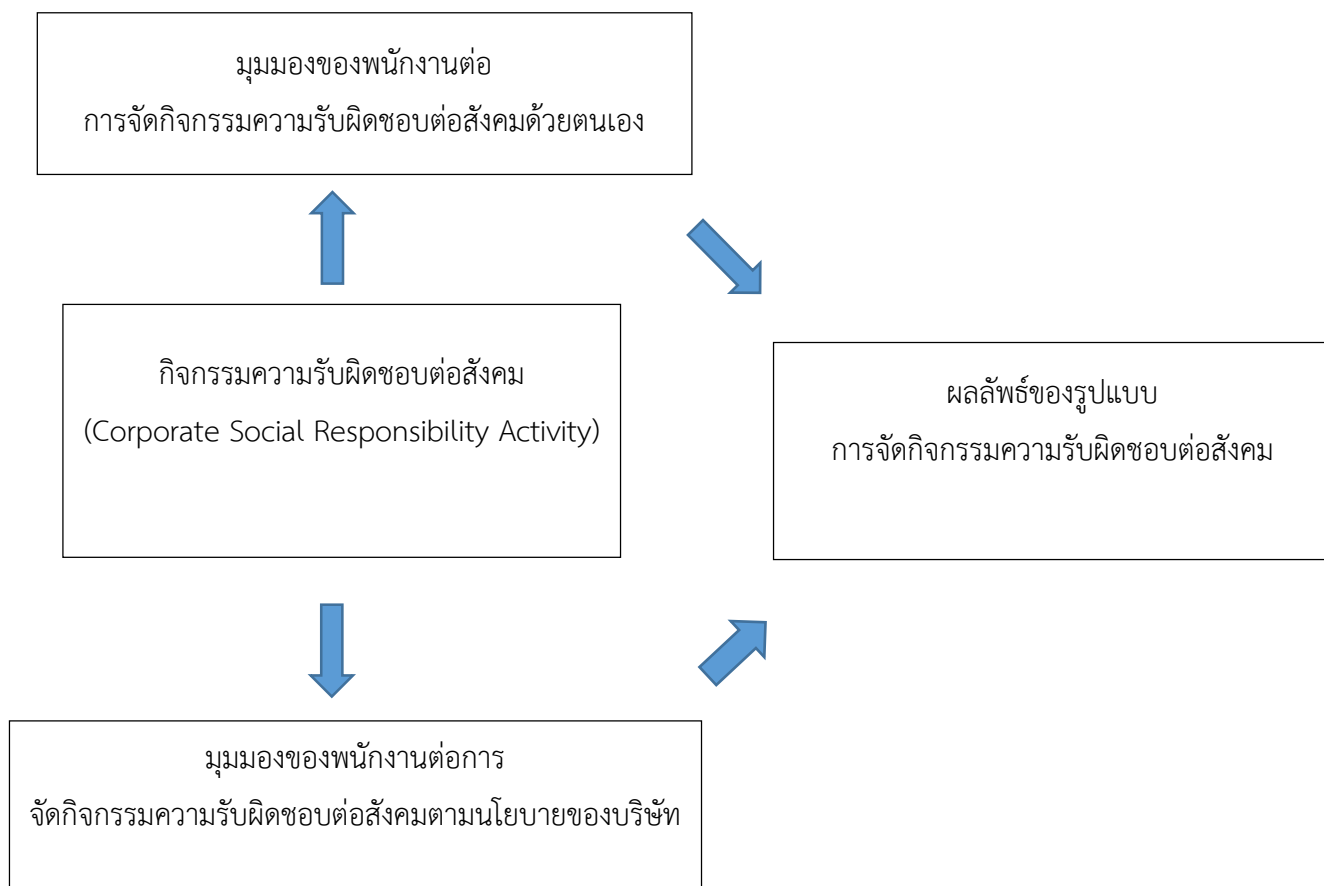 มุมมองของพนักงานต่อ
การจัดกิจกรรมความรับผิดชอบต่อสังคมด้วยตนเอง
กิจกรรมความรับผิดชอบต่อสังคม
(Corporate Social Responsibility Activity)
ผลลัพธ์ของรูปแบบ
การจัดกิจกรรมความรับผิดชอบต่อสังคม
มุมมองของพนักงานต่อการ
จัดกิจกรรมความรับผิดชอบต่อสังคมตามนโยบายของบริษัท